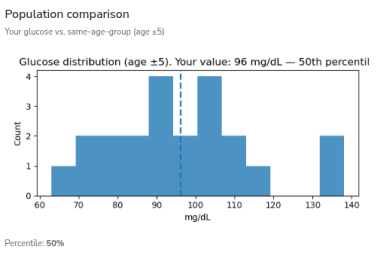 Population comparison
Your glucose vs. same-age-group (age ±5)
Glucose distribution (age ±5). Your value: 96 mg/dL — 50th percentil
4
3
2
1
0
Count
60 70 80 90 100 110 120 130 140
mg/dL
Percentile: 50%